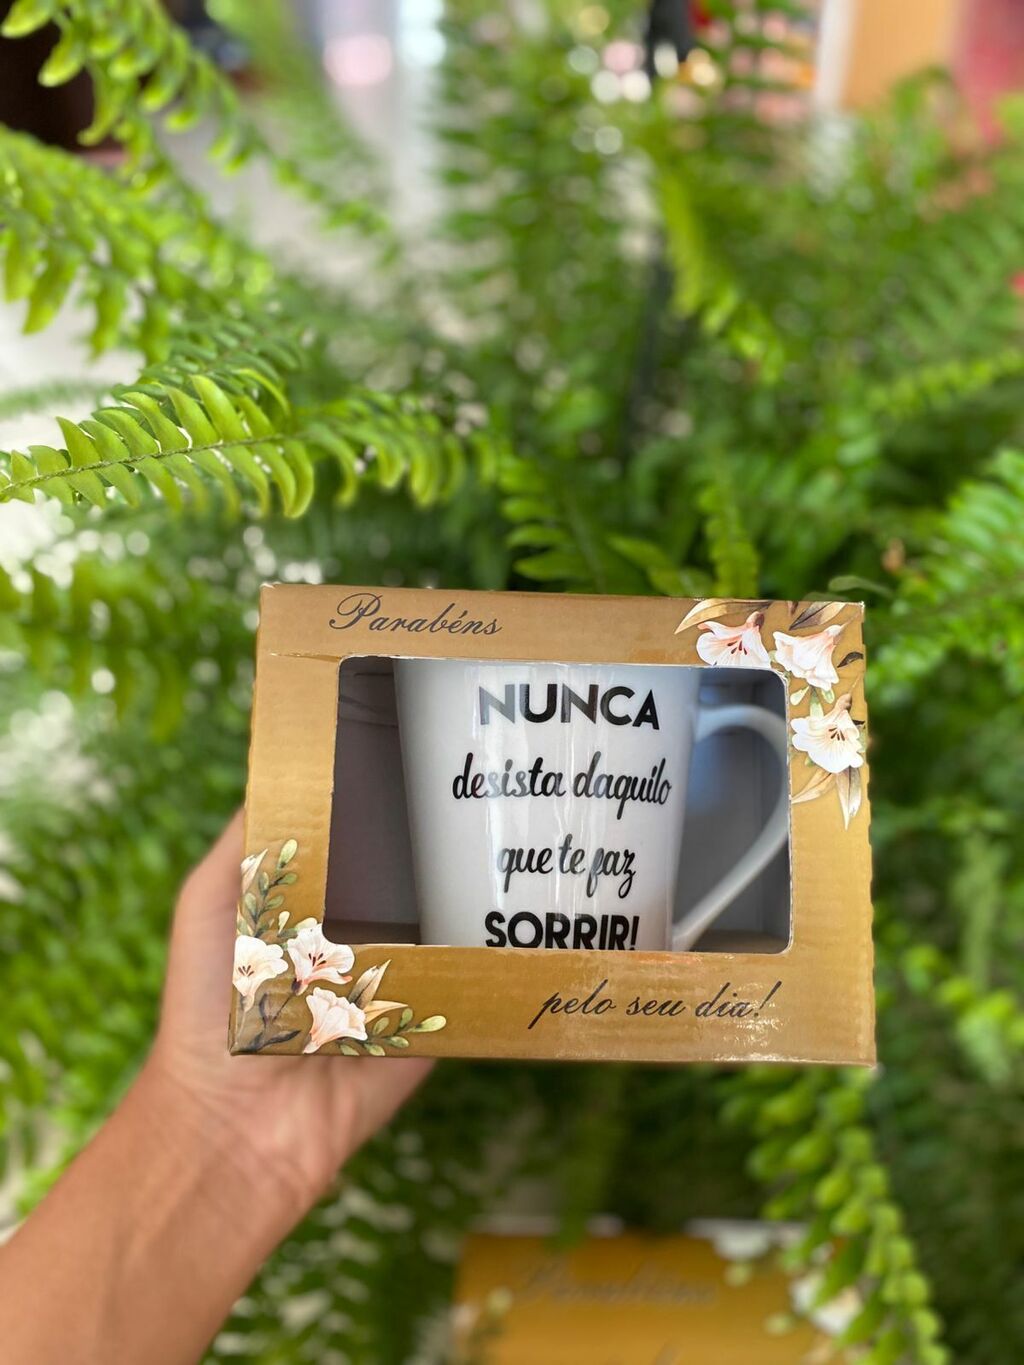 Parabéns
NUNCA
desista daquilo
que te faz
SORRIR!
pelo seu dia!